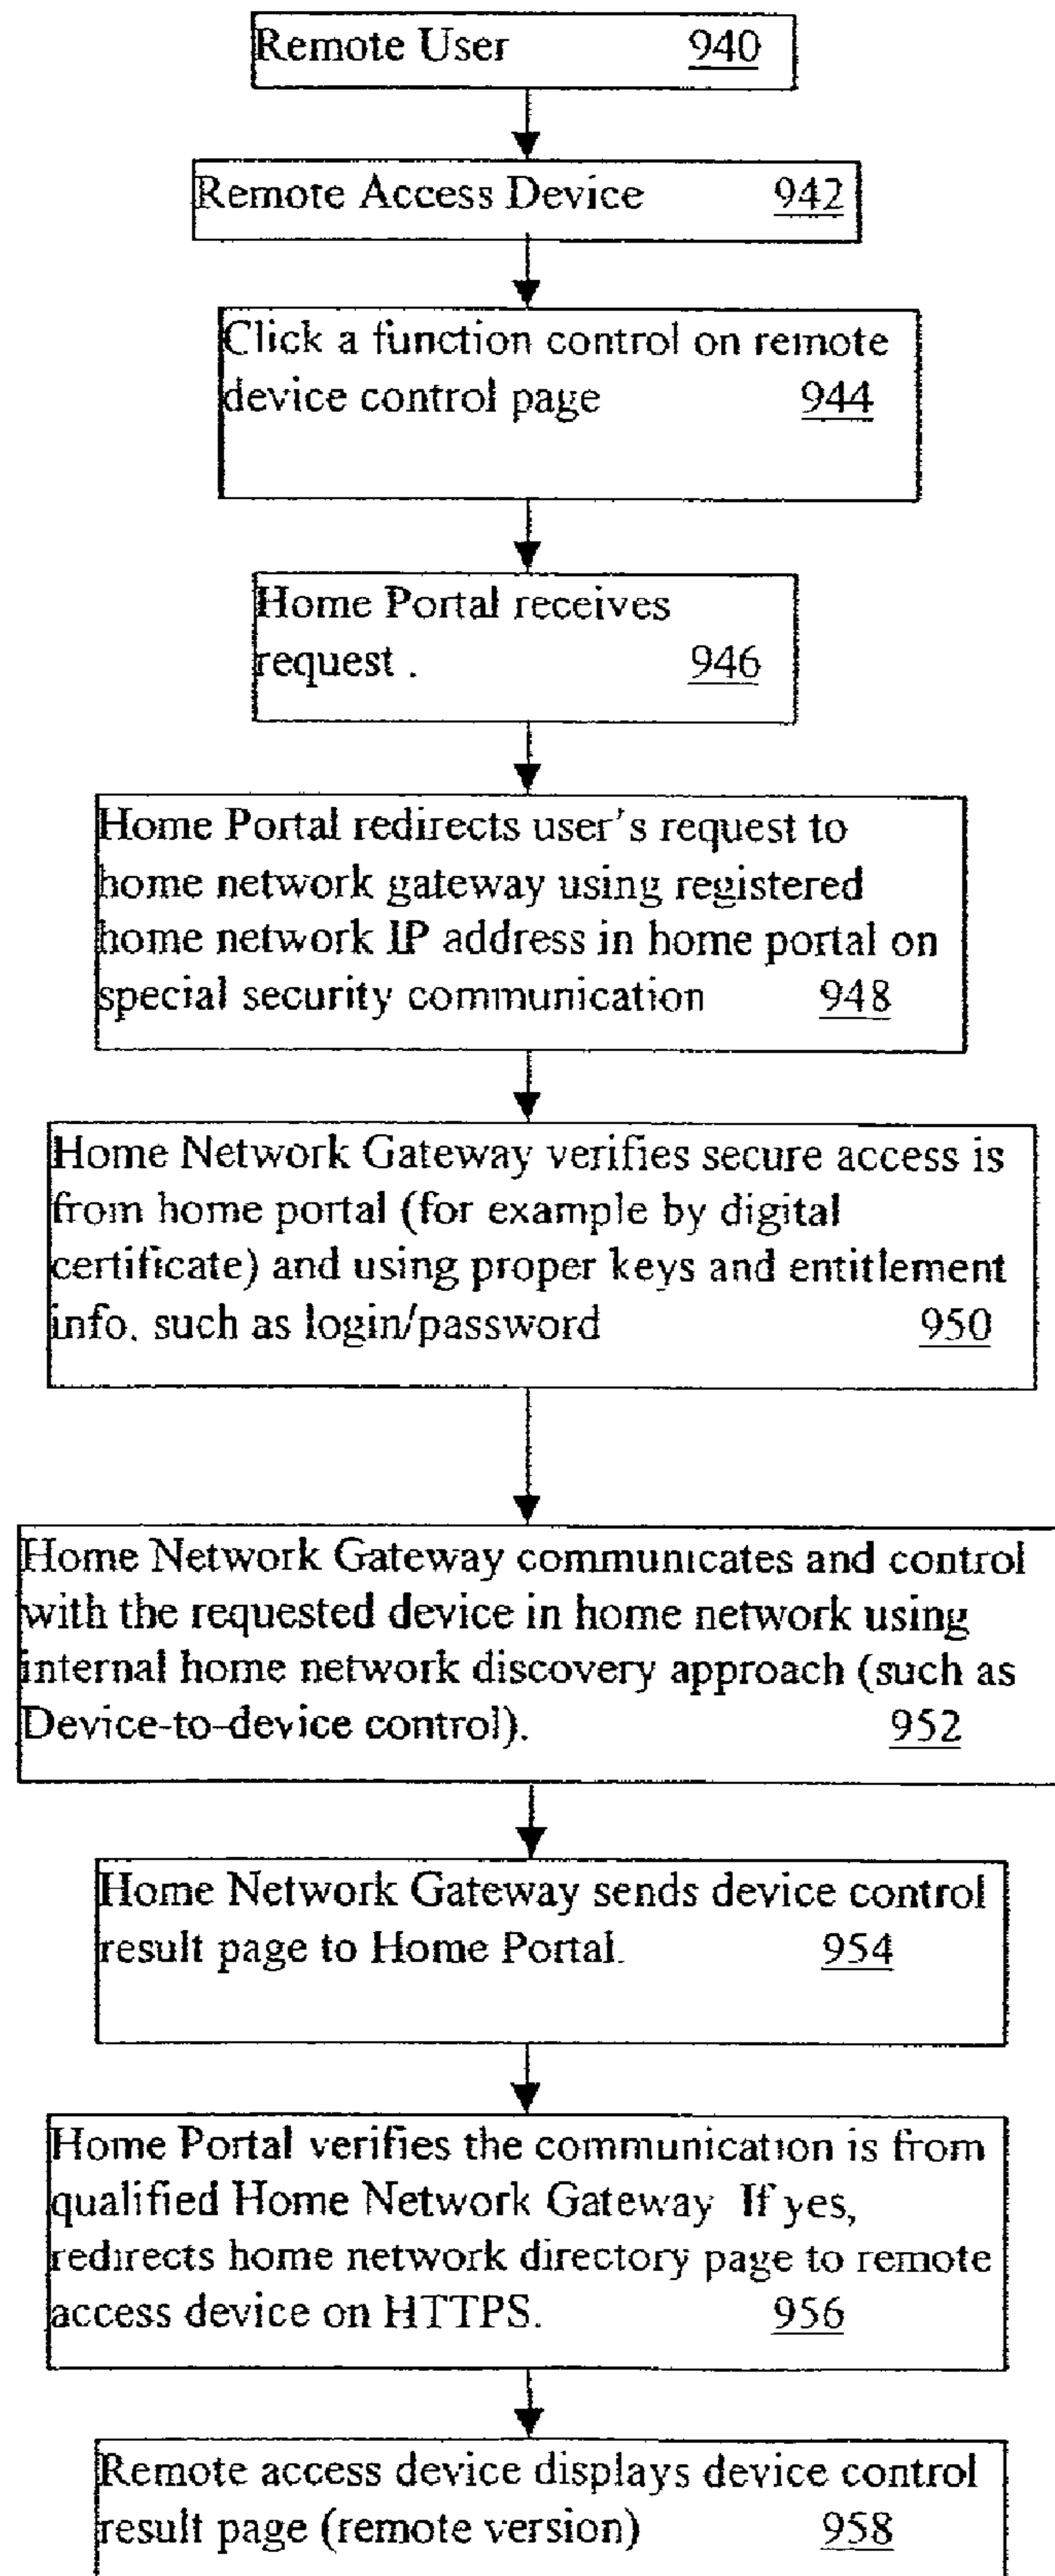 Remote User 940
Remote Access Device 942
Click a function control on remote
device control page 944
Home Portal receives
request . 946
Home Portal redirects user's request to
home network gateway using registered
home network IP address in home portal on
special security communication 948
Home Network Gateway verifies secure access is
from home portal (for example by digital
certificate) and using proper keys and entitlement
info. such as login/password 950
Home Network Gateway communicates and control
with the requested device in home network using
internal home network discovery approach (such as
Device-to-device control). 952
Home Network Gateway sends device control
result page to Home Portal. 954
Home Portal verifies the communication is from
qualified Home Network Gateway If yes,
redirects home network directory page to remote
access device on HTTPS. 956
Remote access device displays device control
result page (remote version) 958